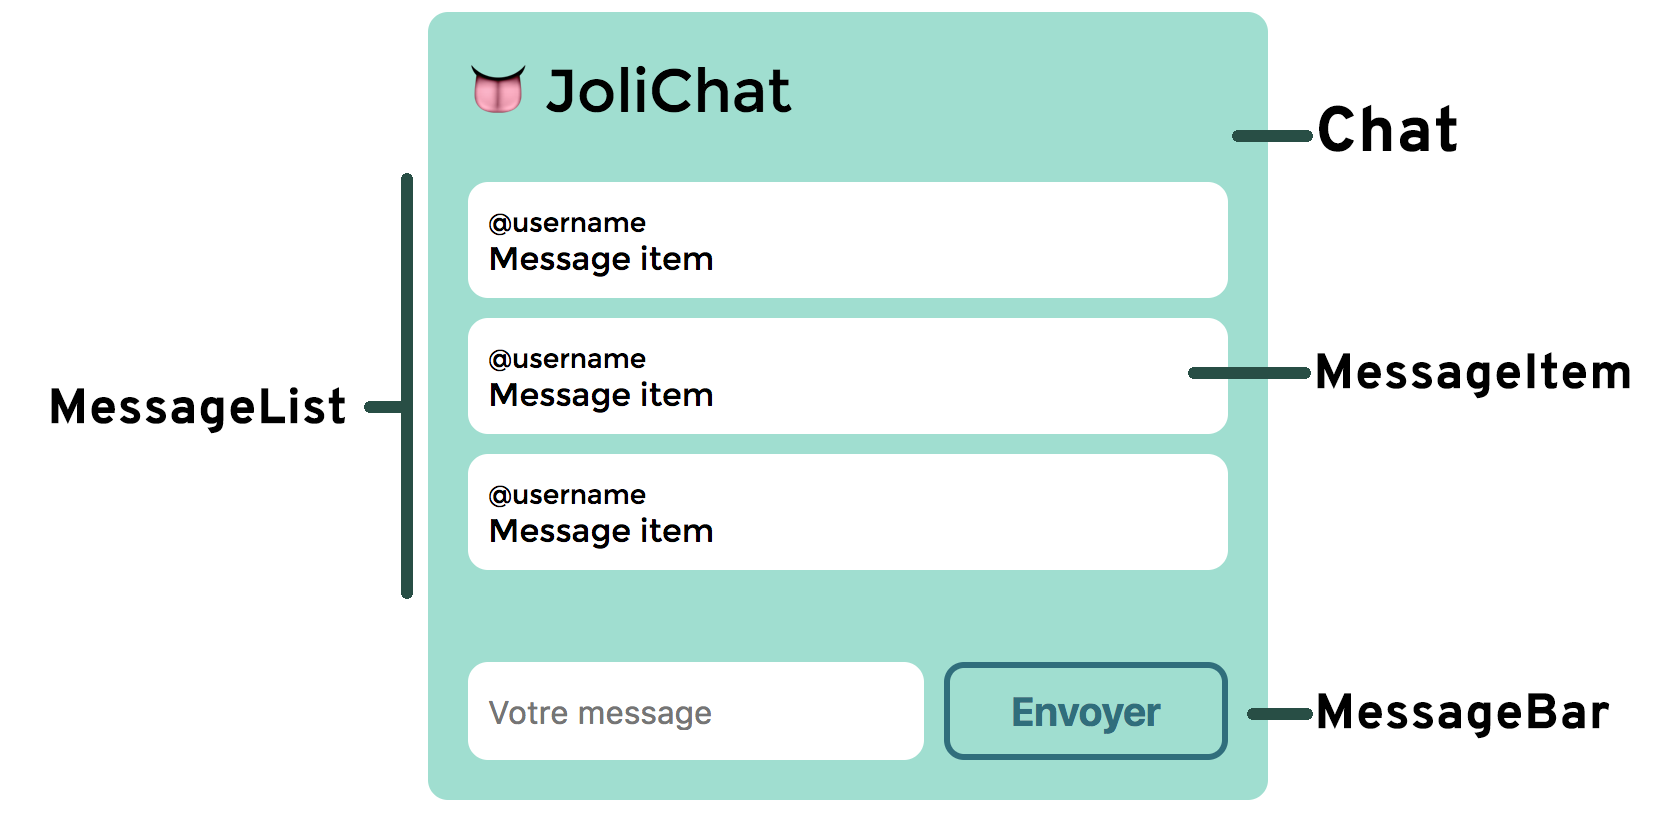 JoliChat
Chat
@username
Message item
@username
Message item
MessageItem
MessageList
@username
Message item
Votre message
Envoyer
MessageBar